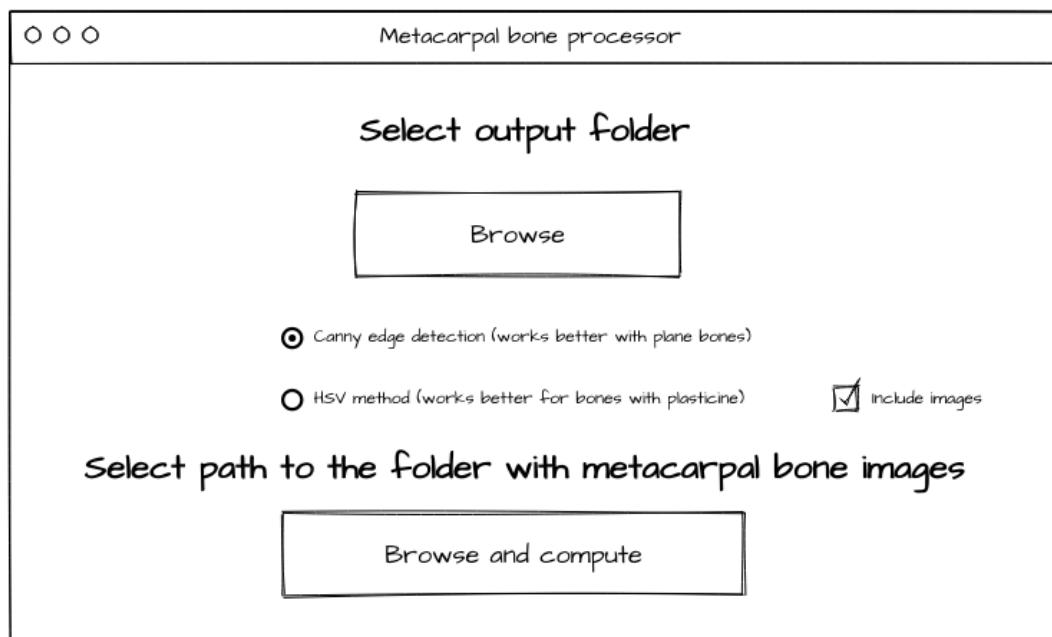 Metacarpal bone processor
Select output folder
Browse
Canny edge detection (works better with plane bones)
HSV method (works better for bones with plasticine)
Include images
Select path to the folder with metacarpal bone images
Browse and compute